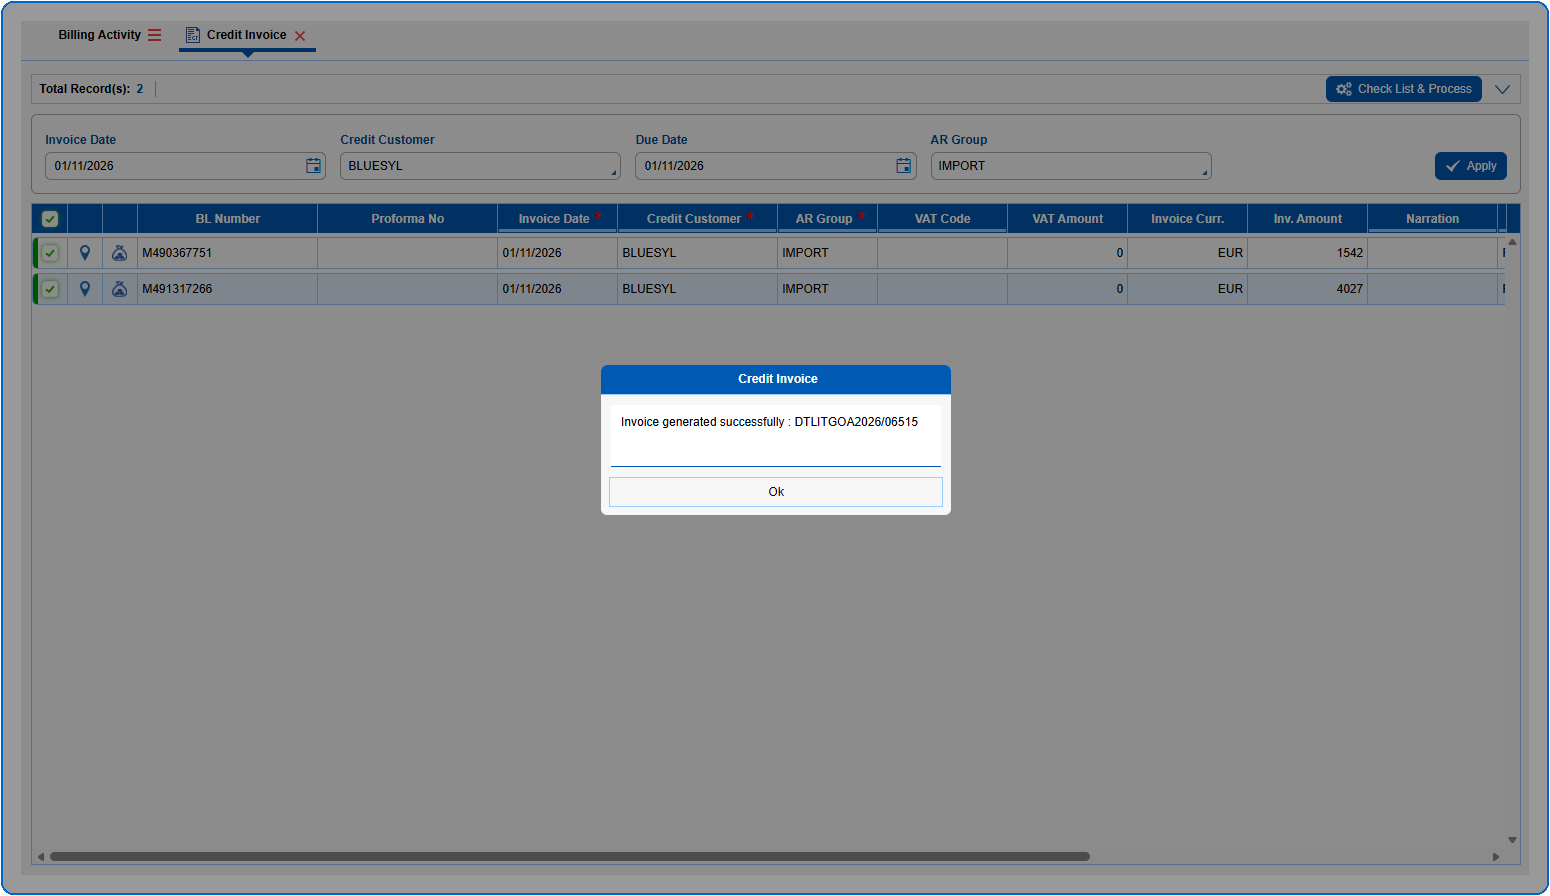 Billing Activity
Credit Invoice
Total Record(s): 2
Check List & Process
Invoice Date
Credit Customer
Due Date
AR Group
01/11/2026
BLUESYL
01/11/2026
IMPORT
Apply
BL Number
Proforma No
Invoice Date *
Credit Customer *
AR Group *
VAT Code
VAT Amount
Invoice Curr.
Inv. Amount
Narration
M490367751
01/11/2026
BLUESYL
IMPORT
0
EUR
1542
M491317266
01/11/2026
BLUESYL
IMPORT
0
EUR
4027
Credit Invoice
Invoice generated successfully : DTLITGOA2026/06515
Ok